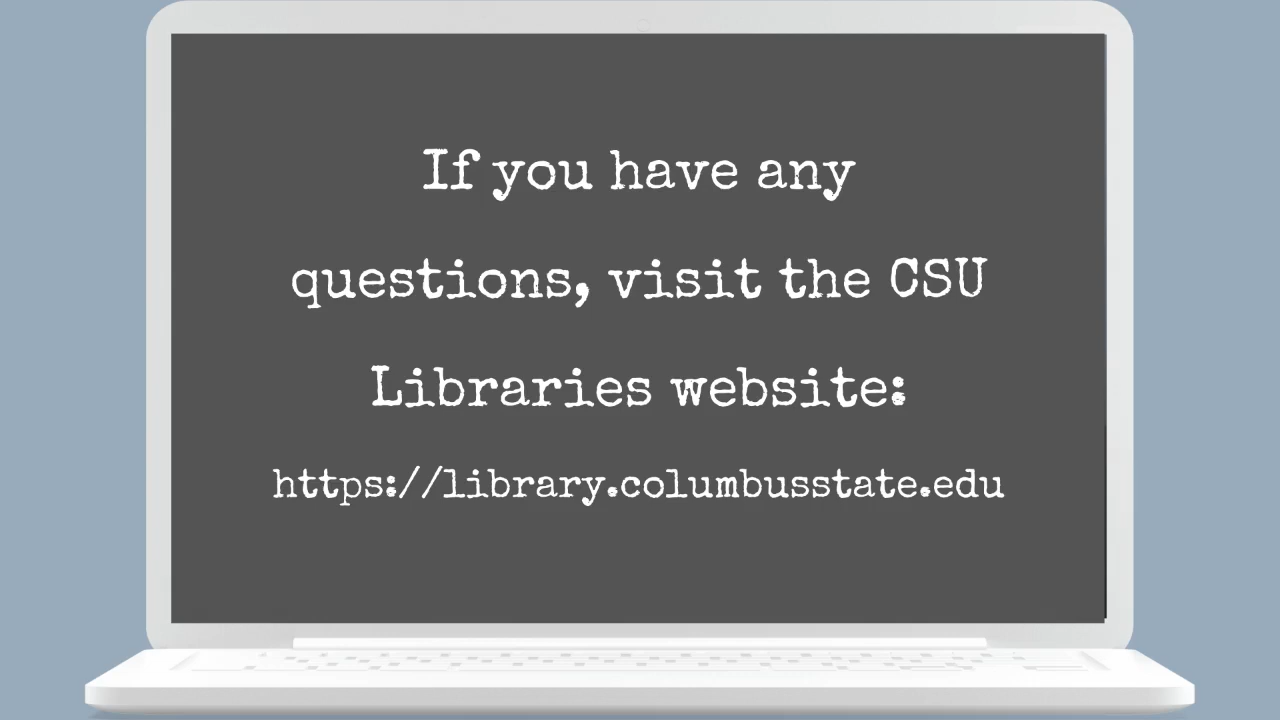 If you have any
questions, visit the CSU
Libraries website:
https://library.columbusstate.edu